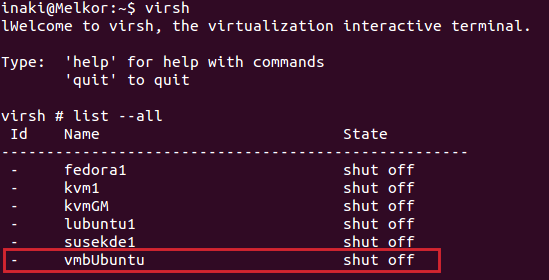 inaki@Melkor:~$ virsh
lWelcome to virsh, the virtualization interactive terminal.
Type:  'help' for help with commands
       'quit' to quit
virsh # list --all
 Id    Name                           State
----------------------------------------------------
 -     fedora1                        shut off
 -     kvm1                           shut off
 -     kvmGM                          shut off
 -     lubuntu1                       shut off
 -     susekde1                       shut off
 -     vmbUbuntu                      shut off